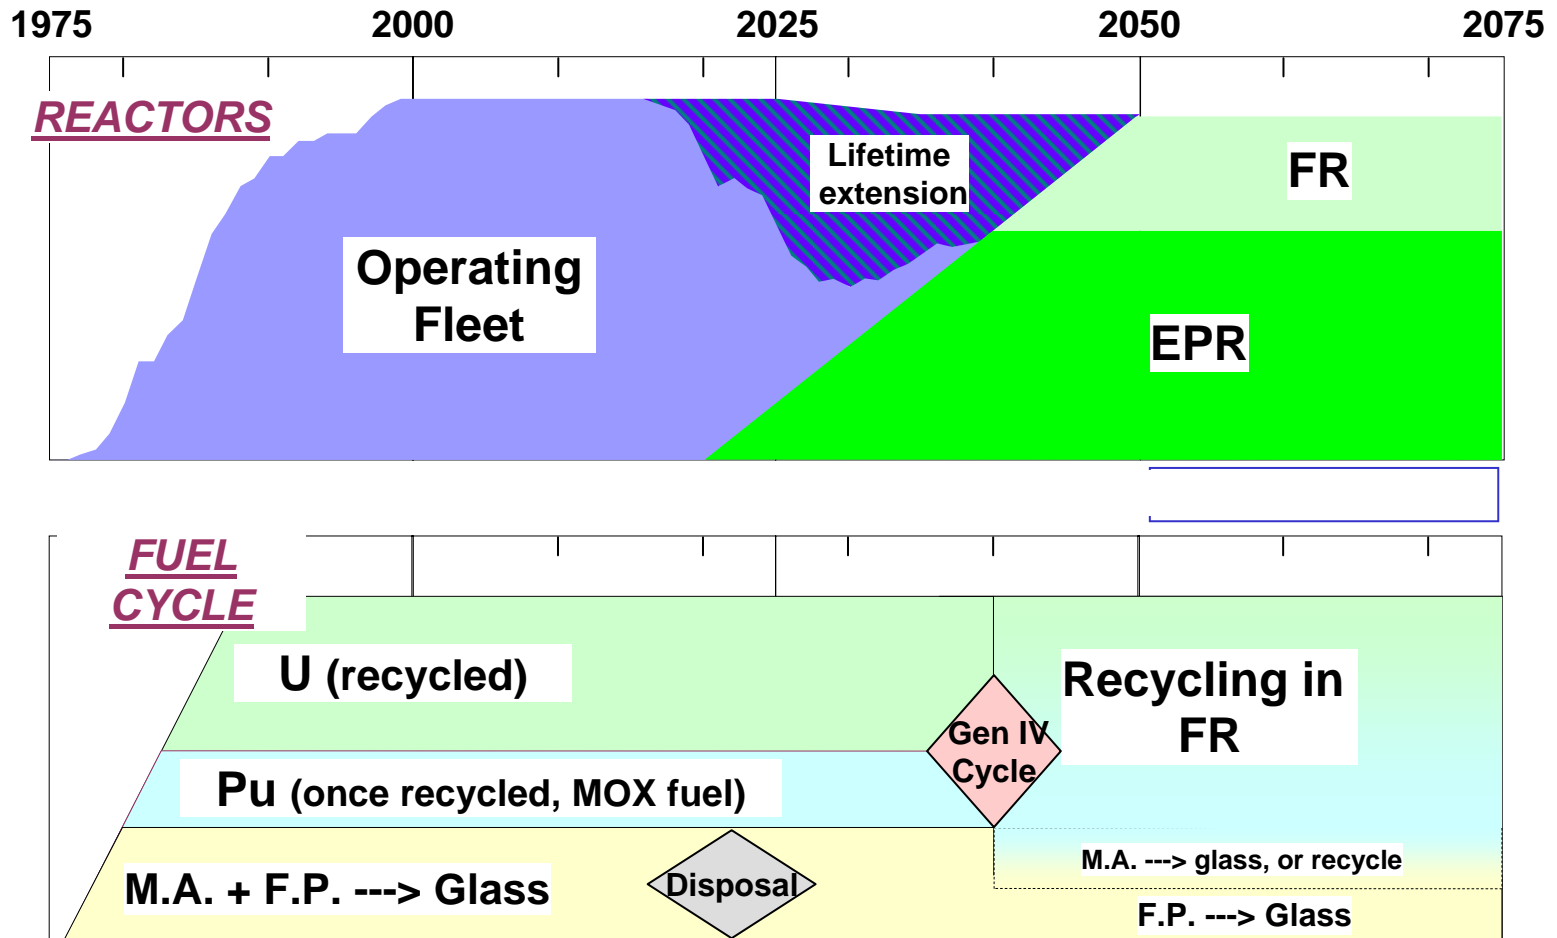 1975 2000 2025 2050 2075
REACTORS
Lifetime
extension
FR
Operating
Fleet
EPR
FUEL
CYCLE
U (recycled)
Recycling in
FR
Gen IV
Cycle
Pu (once recycled, MOX fuel)
M.A. ---> glass, or recycle
M.A. + F.P. ---> Glass
Disposal
F.P. ---> Glass